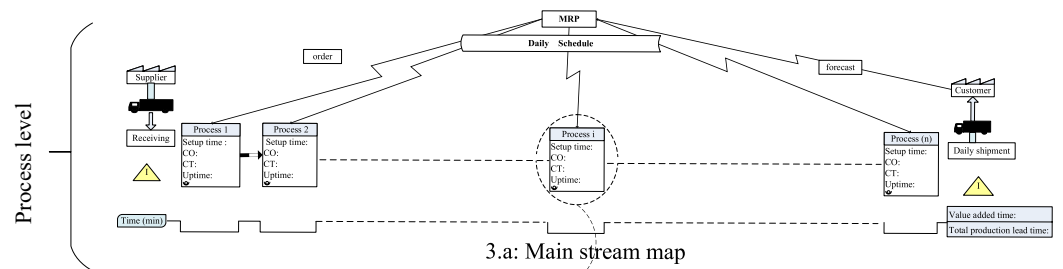 MRP
Daily Schedule
order
forecast
Supplier
Customer
Receiving
Daily shipment
Process 1
Setup time :
CO:
CT:
Uptime:
Process 2
Setup time:
CO:
CT:
Uptime:
Process i
Setup time:
CO:
CT:
Uptime:
Process (n)
Setup time:
CO:
CT:
Uptime:
I
I
Process level
Time (min)
Value added time:
Total production lead time:
3.a: Main stream map